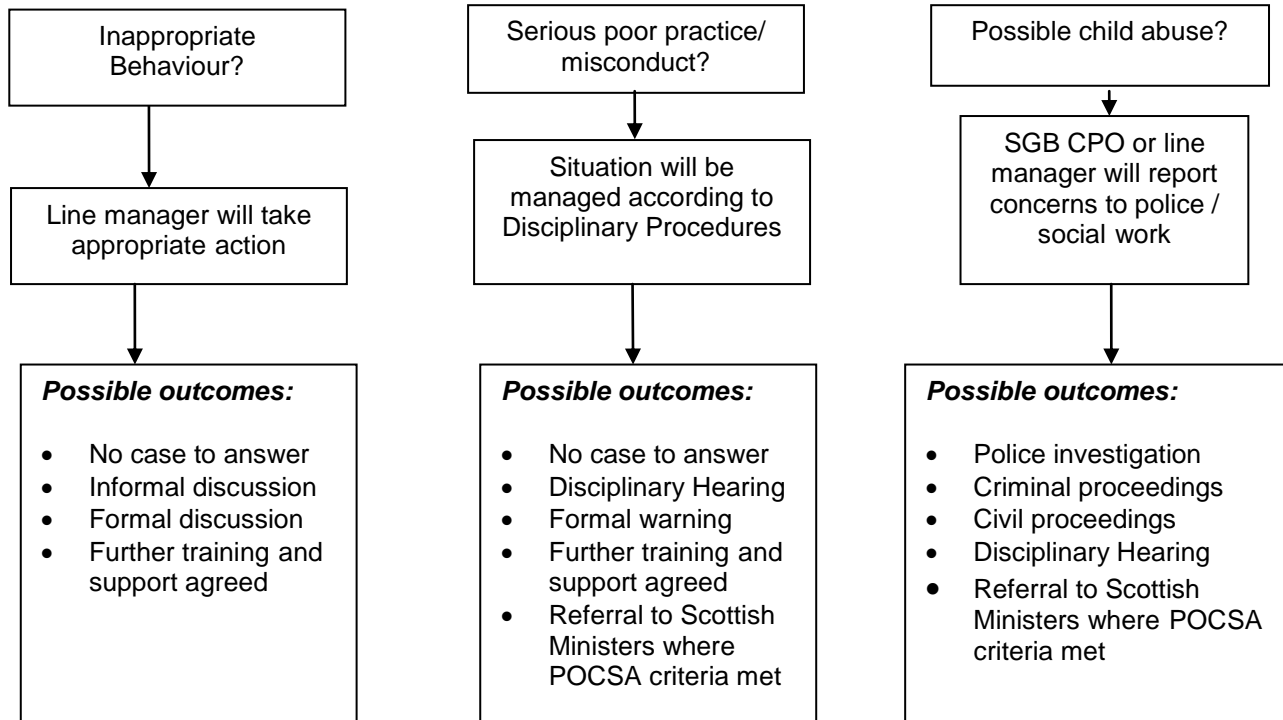 Inappropriate
Behaviour?
Line manager will take
appropriate action
Possible outcomes:
• No case to answer
• Informal discussion
• Formal discussion
• Further training and
support agreed
Serious poor practice/
misconduct?
Situation will be
managed according to
Disciplinary Procedures
Possible outcomes:
• No case to answer
• Disciplinary Hearing
• Formal warning
• Further training and
support agreed
• Referral to Scottish
Ministers where
POCSA criteria met
Possible child abuse?
SGB CPO or line
manager will report
concerns to police /
social work
Possible outcomes:
• Police investigation
• Criminal proceedings
• Civil proceedings
• Disciplinary Hearing
• Referral to Scottish
Ministers where POCSA
criteria met